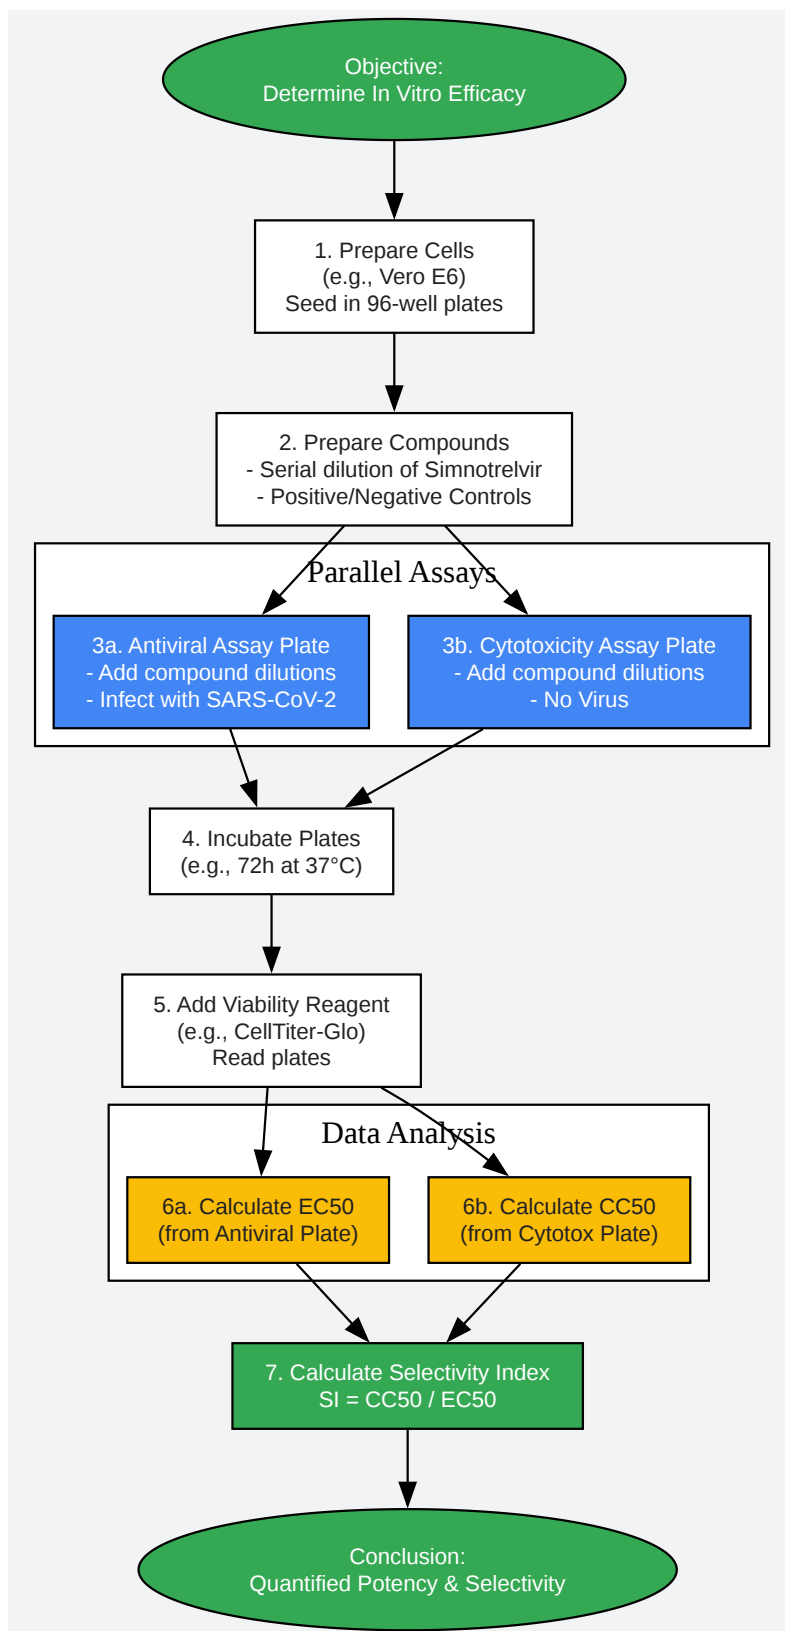 Objective:
Determine In Vitro Efficacy
1. Prepare Cells
(e.g., Vero E6)
Seed in 96-well plates
2. Prepare Compounds
- Serial dilution of Simnotrelvir
- Positive/Negative Controls
Parallel Assays
3a. Antiviral Assay Plate
- Add compound dilutions
- Infect with SARS-CoV-2
3b. Cytotoxicity Assay Plate
- Add compound dilutions
- No Virus
4. Incubate Plates
(e.g., 72h at 37°C)
5. Add Viability Reagent
(e.g., CellTiter-Glo)
Read plates
Data Analysis
6a. Calculate EC50
(from Antiviral Plate)
6b. Calculate CC50
(from Cytotox Plate)
7. Calculate Selectivity Index
SI = CC50 / EC50
Conclusion:
Quantified Potency & Selectivity